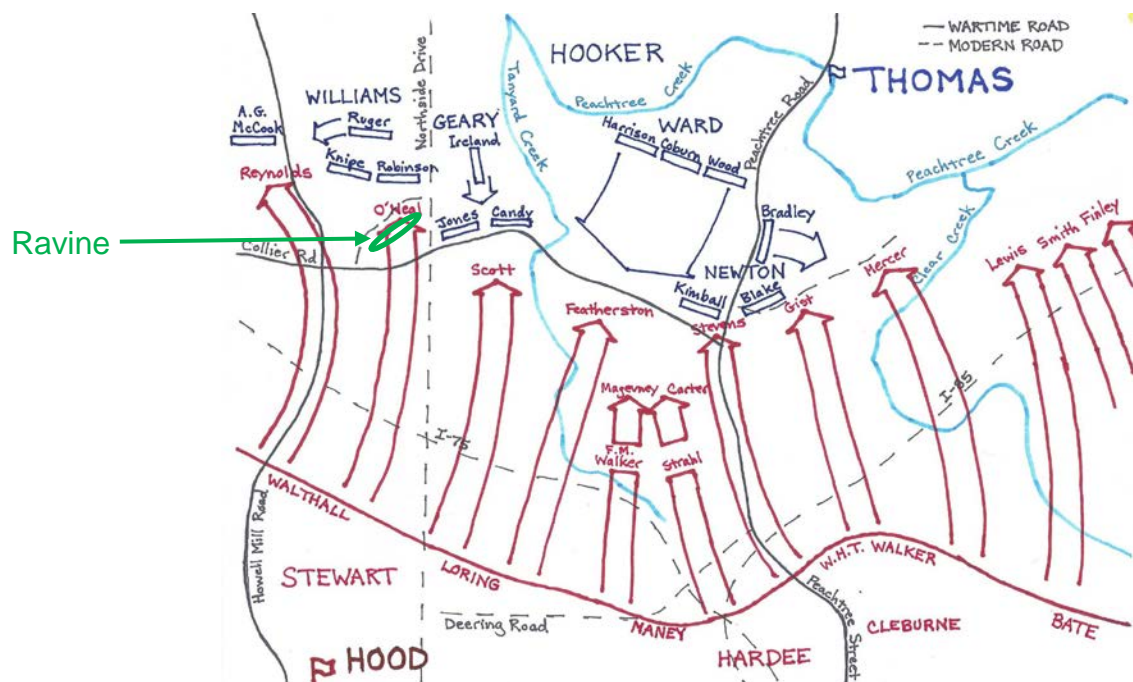 — WARTIME ROAD
--- MODERN ROAD
HOOKER
THOMAS
WILLIAMS
A.G.
McCook
Ruger
Northside Drive
GEARY
Ireland
Tanyard Creek
Peachtree Creek
Peachtree Road
WARD
Harrison
Coburn
Wood
Knipe
Robinson
Reynolds
Peachtree Creek
O'Neal
Jones
Candy
Bradley
Clear Creek
Ravine
Collier Rd
Scott
NEWTON
Mercer
Lewis
Smith
Finley
Kimball
Blake
Featherston
Stevens
Gist
Magevney
Carter
I-85
I-75
F.M.
Walker
Strahl
WALTHALL
Howell Mill Road
STEWART
LORING
W.H.T. WALKER
Peachtree Street
Deering Road
MANEY
CLEBURNE
BATE
HOOD
HARDEE